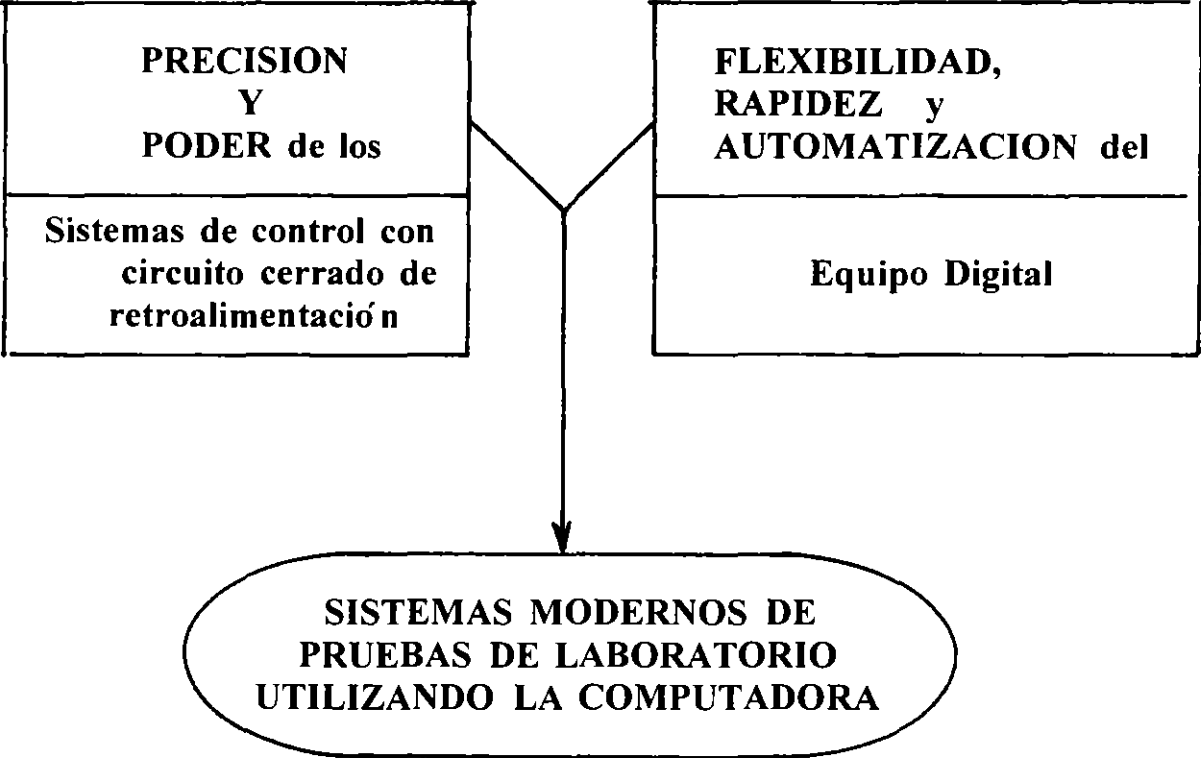 PRECISION
Y
PODER de los
Sistemas de control con
circuito cerrado de
retroalimentación
FLEXIBILIDAD,
RAPIDEZ y
AUTOMATIZACION del
Equipo Digital
SISTEMAS MODERNOS DE
PRUEBAS DE LABORATORIO
UTILIZANDO LA COMPUTADORA